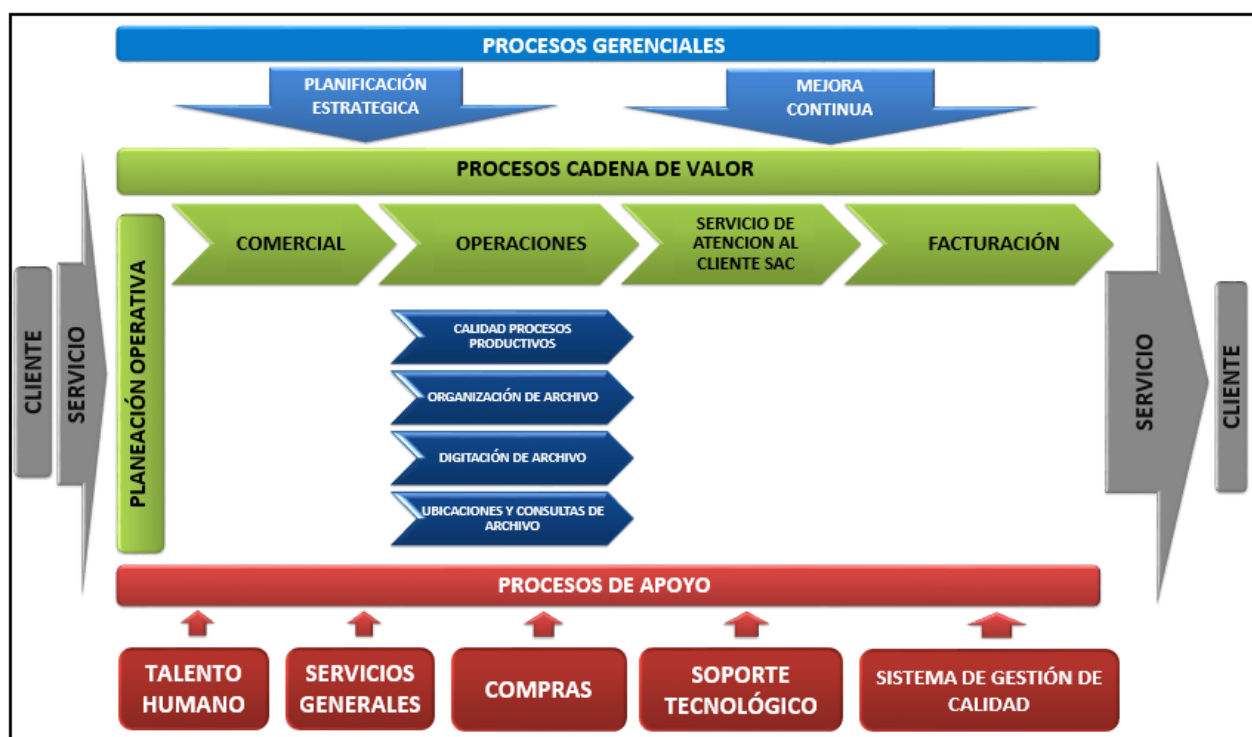 PROCESOS GERENCIALES
PLANIFICACIÓN
ESTRATEGICA
MEJORA
CONTINUA
PROCESOS CADENA DE VALOR
CLIENTE
SERVICIO
PLANEACIÓN OPERATIVA
COMERCIAL
OPERACIONES
SERVICIO DE
ATENCION AL
CLIENTE SAC
FACTURACIÓN
CALIDAD PROCESOS
PRODUCTIVOS
ORGANIZACIÓN DE ARCHIVO
DIGITACIÓN DE ARCHIVO
UBICACIONES Y CONSULTAS DE
ARCHIVO
SERVICIO
CLIENTE
PROCESOS DE APOYO
TALENTO
HUMANO
SERVICIOS
GENERALES
COMPRAS
SOPORTE
TECNOLÓGICO
SISTEMA DE GESTIÓN DE
CALIDAD